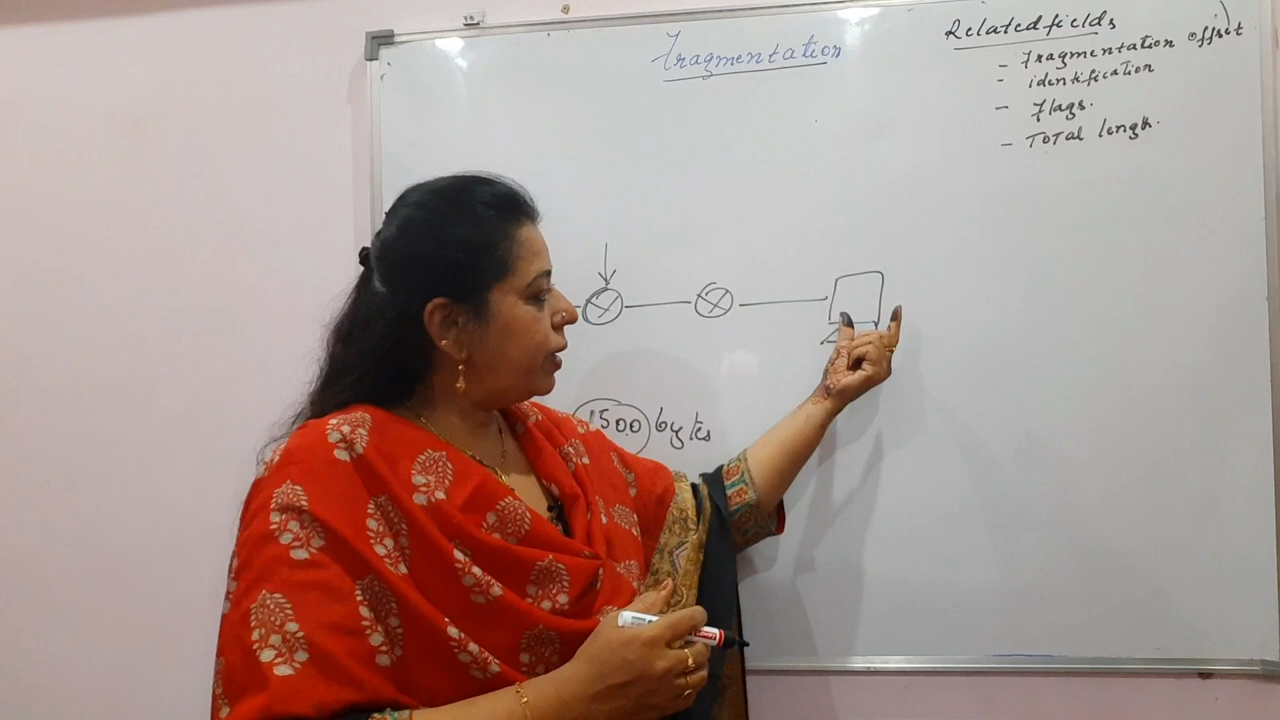 Fragmentation
Related fields
- Fragmentation offset
- identification
- Flags.
- Total length.
1500 bytes